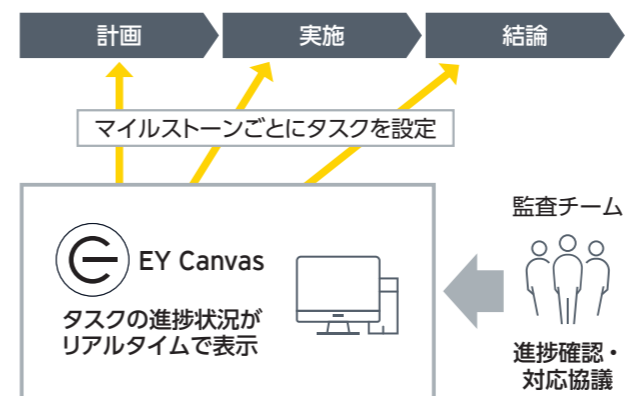 計画
実施
結論
マイルストーンごとにタスクを設定
EY Canvas
タスクの進捗状況が
リアルタイムで表示
監査チーム
進捗確認・
対応協議